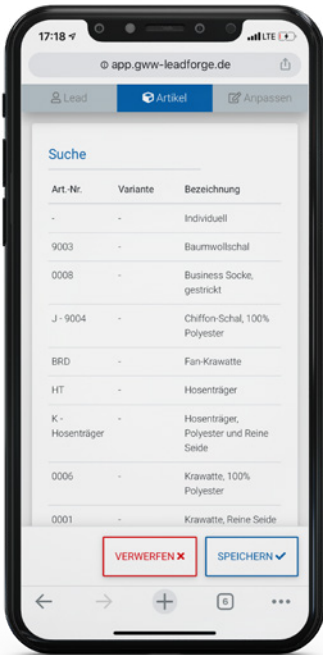 17:18
LTE
app.gww-leadforge.de
Lead Artikel Anpassen
Suche
Art.-Nr. Variante Bezeichnung
- - Individuell
9003 - Baumwollschal
0008 - Business Socke,
gestrickt
J - 9004 - Chiffon-Schal, 100%
Polyester
BRD - Fan-Krawatte
HT - Hosenträger
K - - Hosenträger,
Hosenträger Polyester und Reine
Seide
0006 - Krawatte, 100%
Polyester
0001 - Krawatte, Reine Seide
VERWERFEN SPEICHERN
6